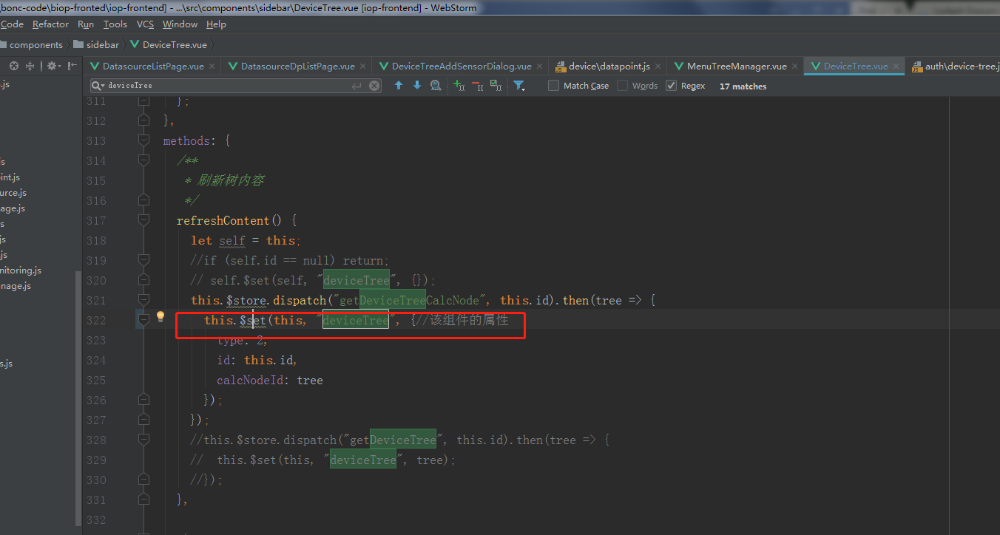 \bonc-code\biop-fronted\iop-frontend] - ...\src\components\sidebar\DeviceTree.vue [iop-frontend] - WebStorm
Code Refactor Run Tools VCS Window Help
components sidebar DeviceTree.vue
DatasourceListPage.vue DatasourceDpListPage.vue DeviceTreeAddSensorDialog.vue device\datapoint.js MenuTreeManager.vue DeviceTree.vue auth\device-tree.j
.js
deviceTree Match Case Words Regex 17 matches
311 };
312 },
313 methods: {
314 /**
315 * 刷新树内容
316 */
317 refreshContent() {
318 let self = this;
319 //if (self.id == null) return;
320 // self.$set(self, "deviceTree", {});
321 this.$store.dispatch("getDeviceTreeCalcNode", this.id).then(tree => {
322 this.$set(this, "deviceTree", {//该组件的属性
323 type: 2,
324 id: this.id,
325 calcNodeId: tree
326 });
327 });
328 //this.$store.dispatch("getDeviceTree", this.id).then(tree => {
329 // this.$set(this, "deviceTree", tree);
330 //});
331 },
332
s
int.js
urce.js
age.js
s
js
.js
nitoring.js
nage.js
s.js